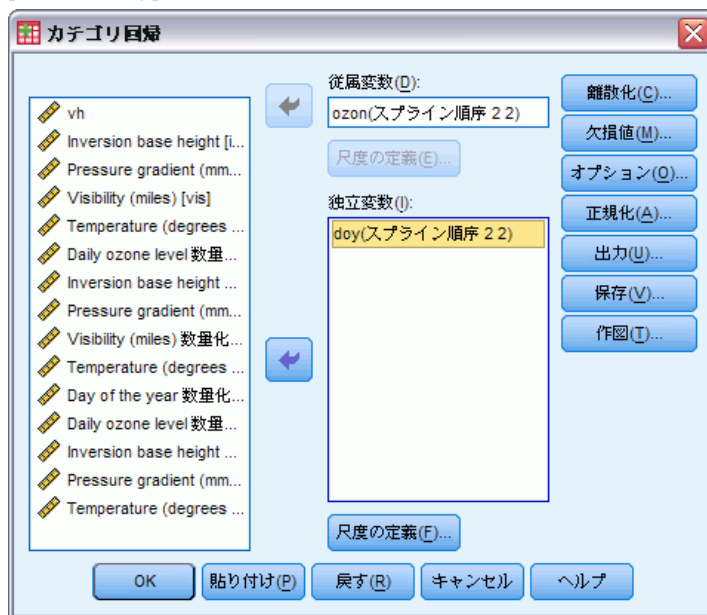 カテゴリ回帰
vh
Inversion base height [i...
Pressure gradient (mm...
Visibility (miles) [vis]
Temperature (degrees ...
Daily ozone level 数量...
Inversion base height ...
Pressure gradient (mm...
Visibility (miles) 数量化...
Temperature (degrees ...
Day of the year 数量化...
Daily ozone level 数量...
Inversion base height ...
Pressure gradient (mm...
Temperature (degrees ...
従属変数(D):
ozon(スプライン順序 2 2)
尺度の定義(E)...
独立変数(I):
doy(スプライン順序 2 2)
尺度の定義(F)...
離散化(C)...
欠損値(M)...
オプション(O)...
正規化(A)...
出力(U)...
保存(V)...
作図(T)...
OK
貼り付け(P)
戻す(R)
キャンセル
ヘルプ